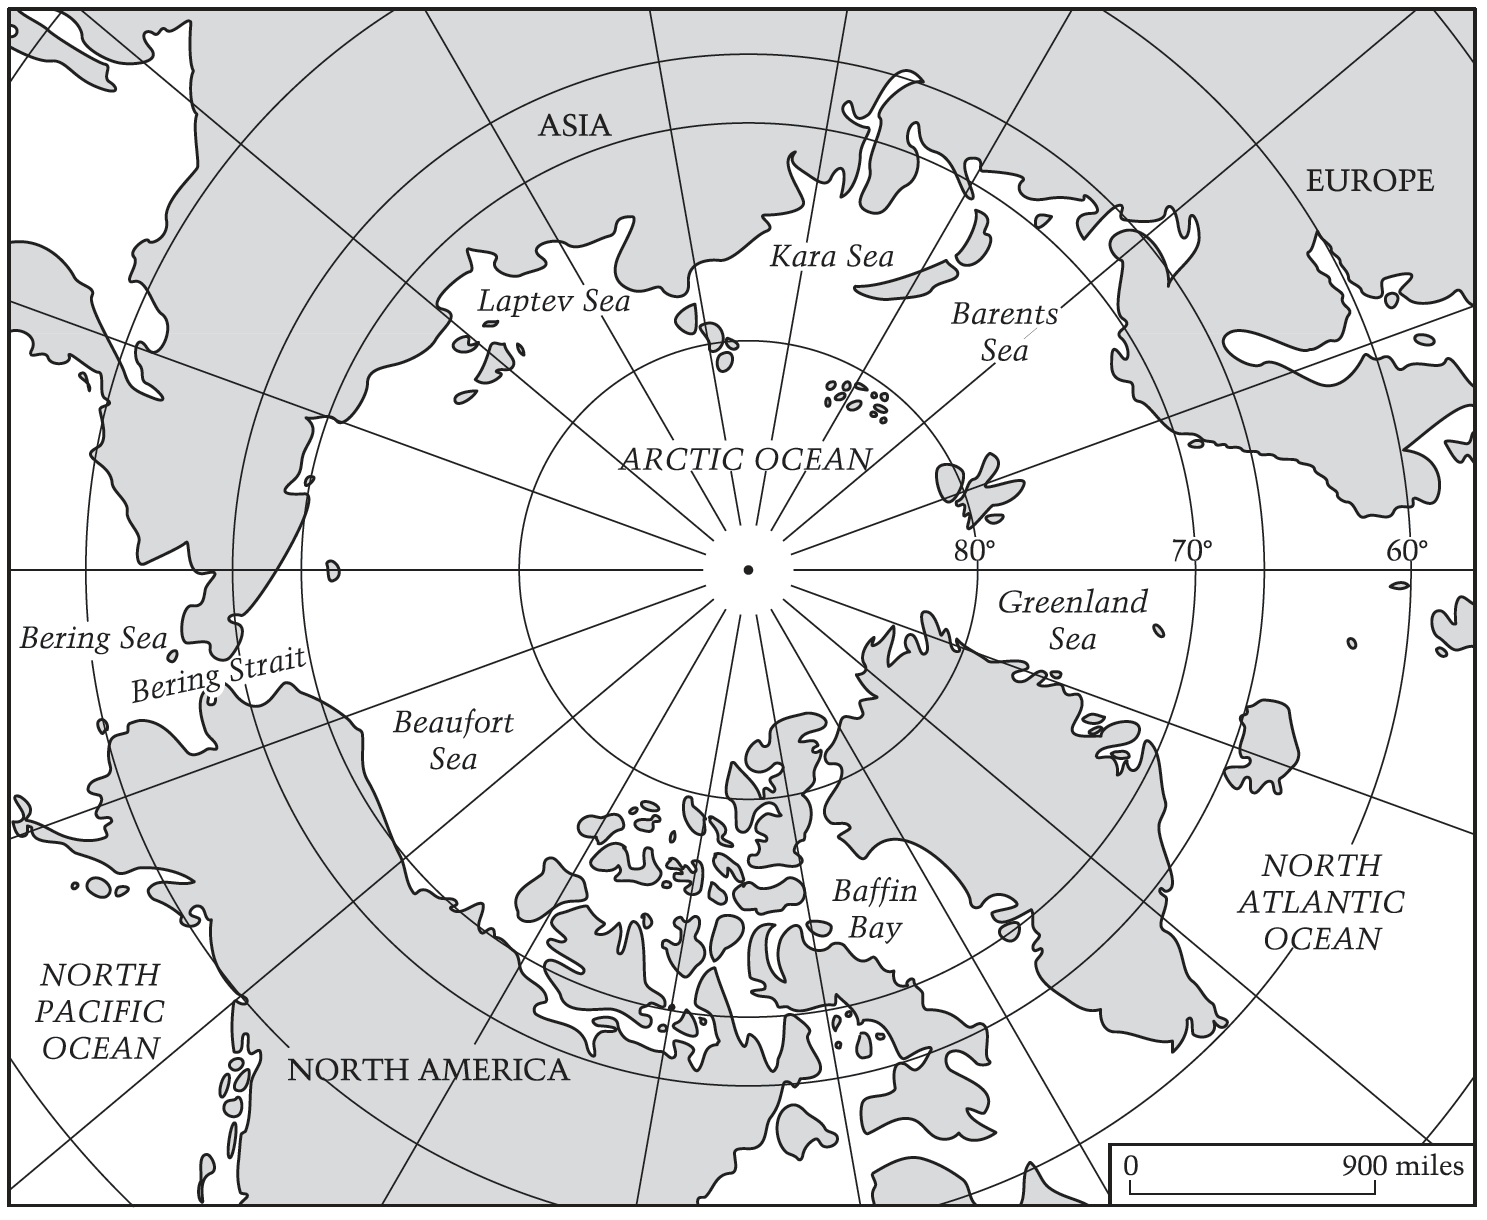 ASIA
EUROPE
Kara Sea
Laptev Sea
Barents
Sea
ARCTIC OCEAN
80°
70°
60°
Greenland
Sea
Bering Sea
Bering Strait
Beaufort
Sea
Baffin
Bay
NORTH
ATLANTIC
OCEAN
NORTH
PACIFIC
OCEAN
NORTH AMERICA
0
900 miles